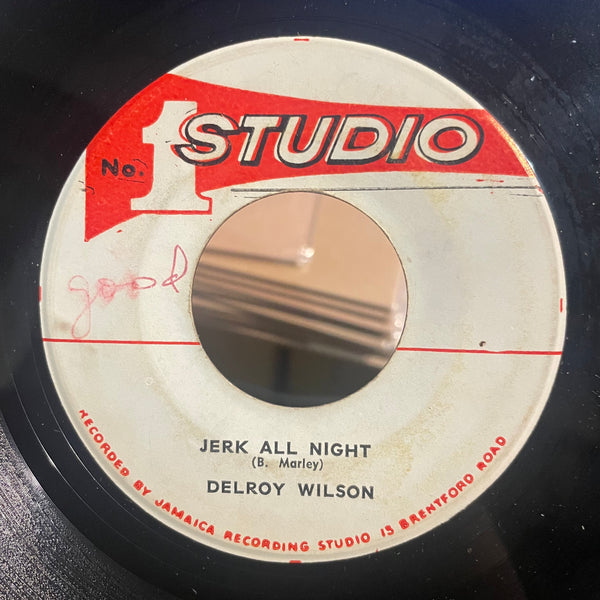 No. 1 STUDIO
good
JERK ALL NIGHT
(B. Marley)
DELROY WILSON
RECORDED BY JAMAICA RECORDING STUDIO 13 BRENTFORD ROAD